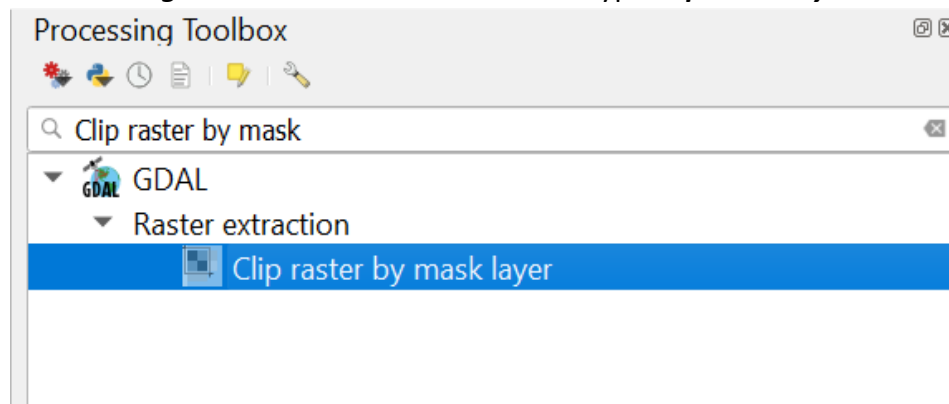 Processing Toolbox
Clip raster by mask
GDAL
GDAL
Raster extraction
Clip raster by mask layer